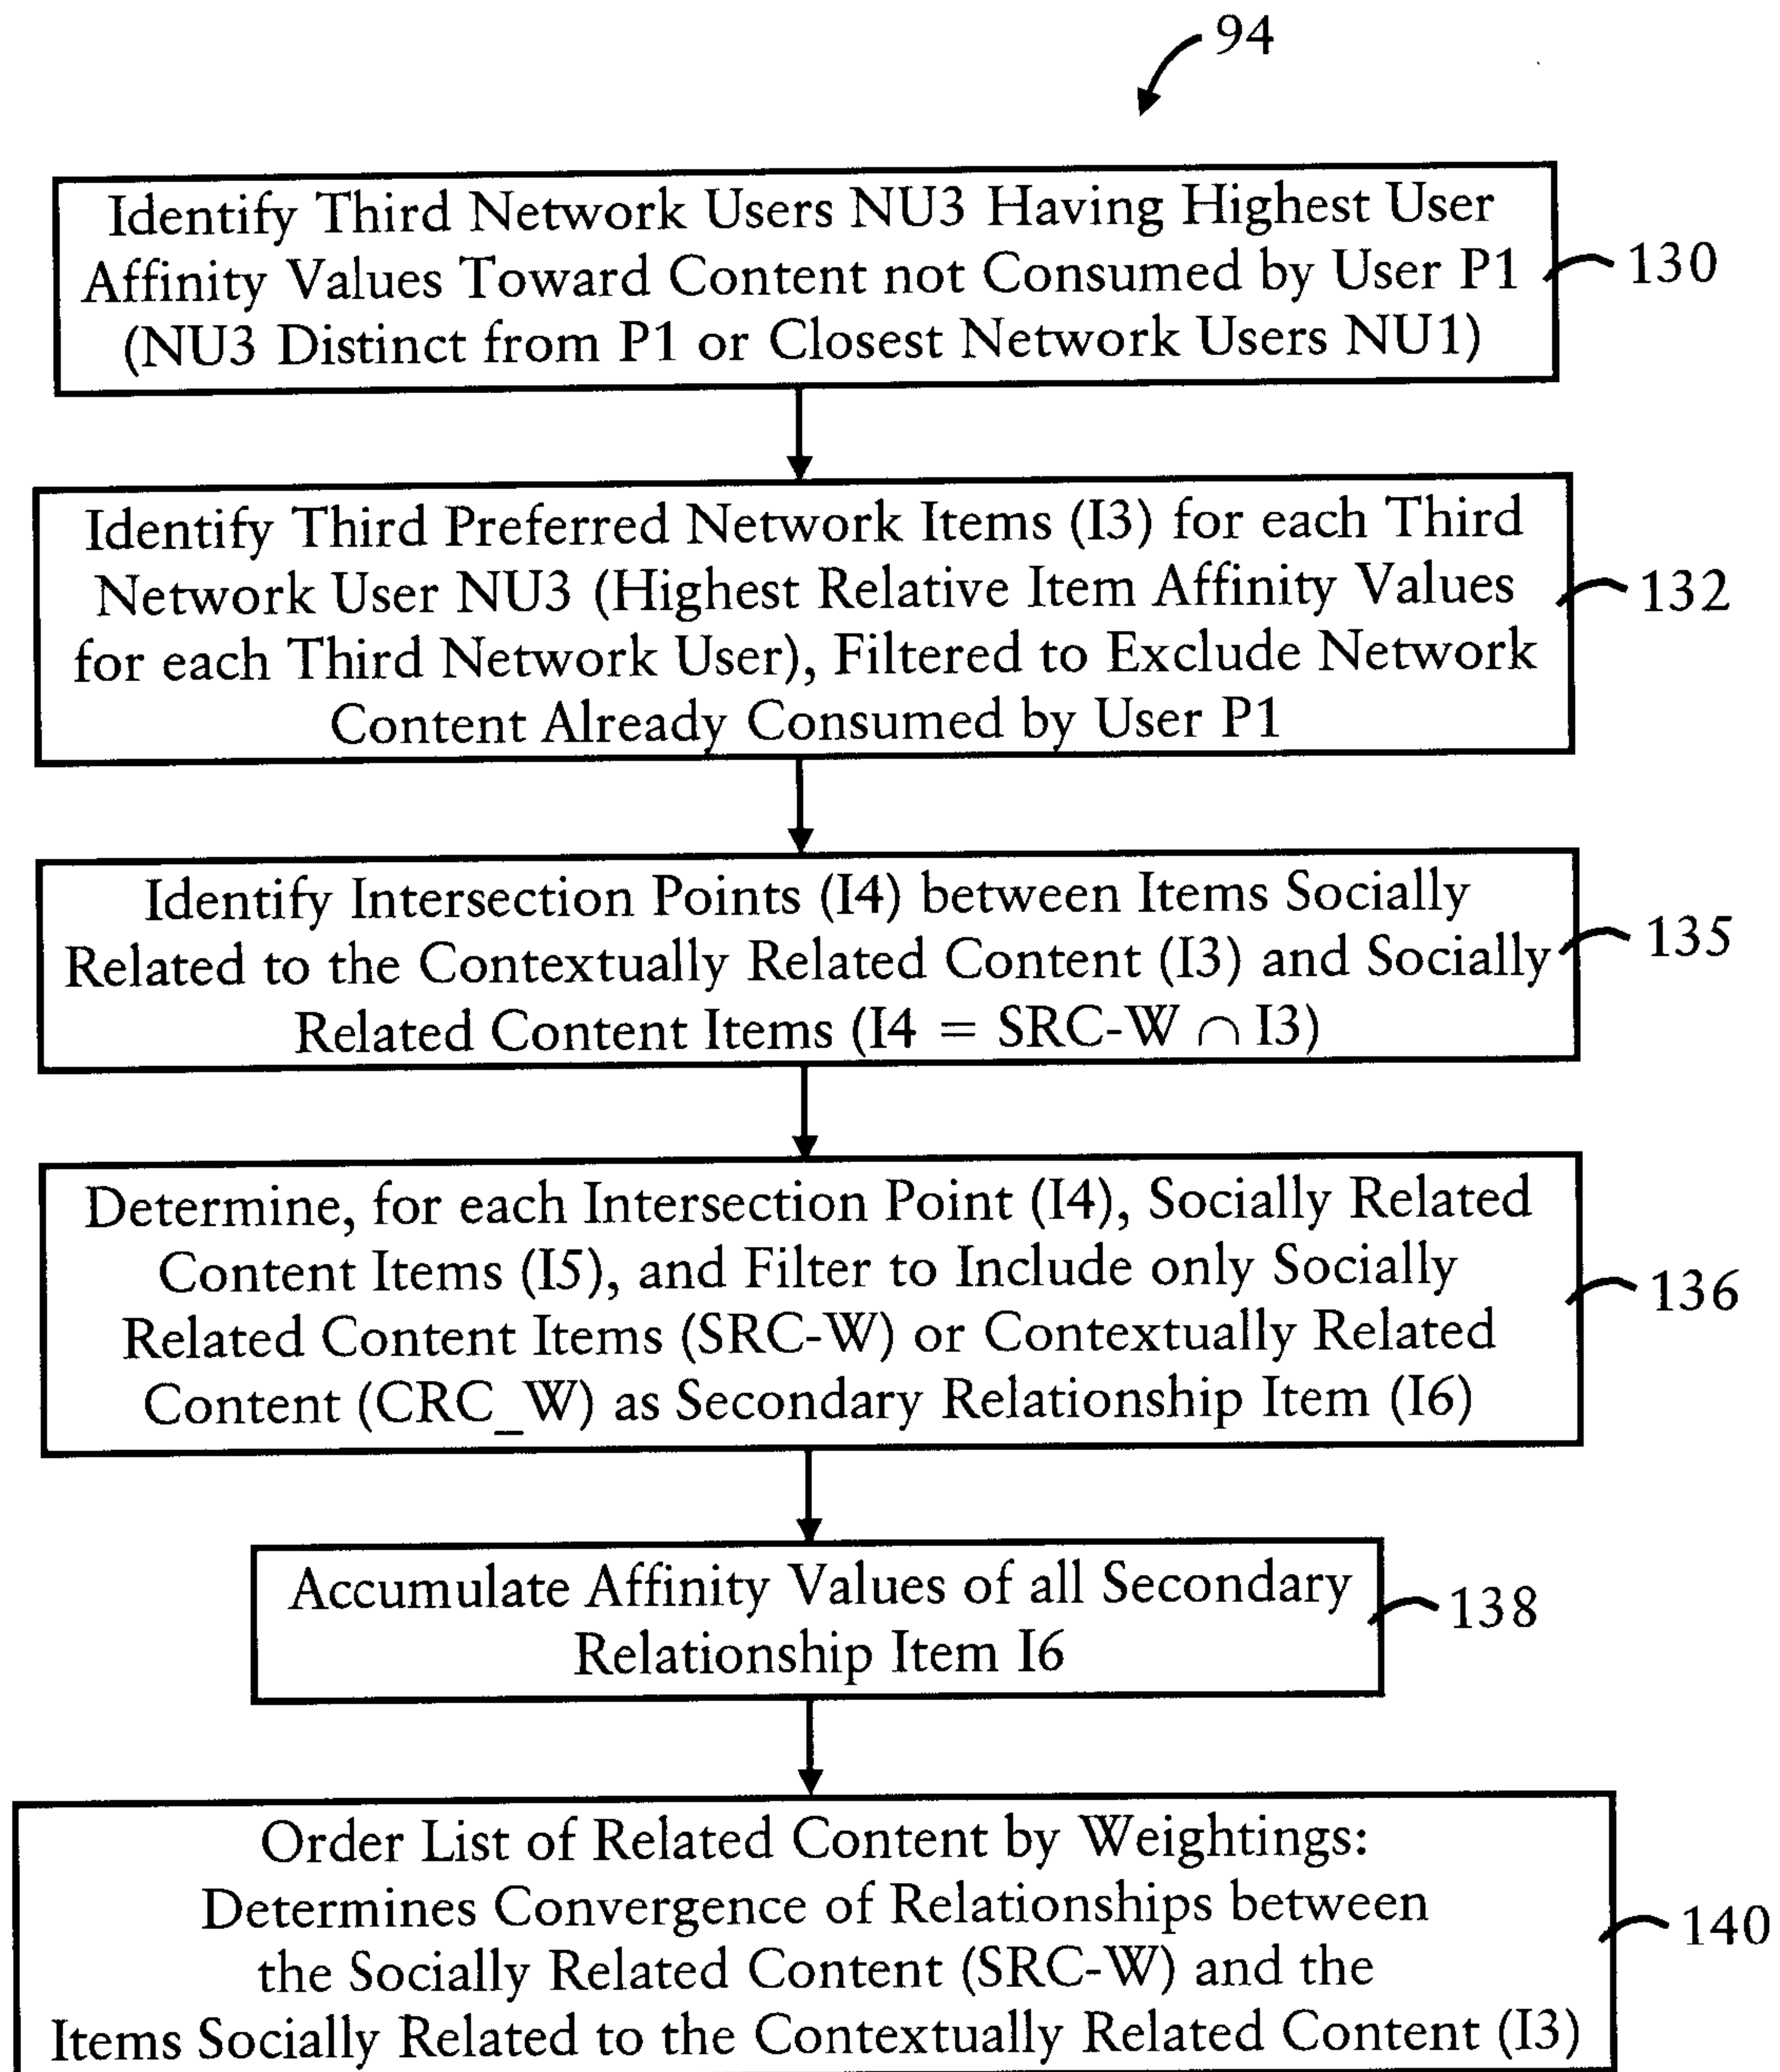 94
Identify Third Network Users NU3 Having Highest User
Affinity Values Toward Content not Consumed by User P1
(NU3 Distinct from P1 or Closest Network Users NU1)
130
Identify Third Preferred Network Items (I3) for each Third
Network User NU3 (Highest Relative Item Affinity Values
for each Third Network User), Filtered to Exclude Network
Content Already Consumed by User P1
132
Identify Intersection Points (I4) between Items Socially
Related to the Contextually Related Content (I3) and Socially
Related Content Items (I4 = SRC-W ∩ I3)
135
Determine, for each Intersection Point (I4), Socially Related
Content Items (I5), and Filter to Include only Socially
Related Content Items (SRC-W) or Contextually Related
Content (CRC_W) as Secondary Relationship Item (I6)
136
Accumulate Affinity Values of all Secondary
Relationship Item I6
138
Order List of Related Content by Weightings:
Determines Convergence of Relationships between
the Socially Related Content (SRC-W) and the
Items Socially Related to the Contextually Related Content (I3)
140